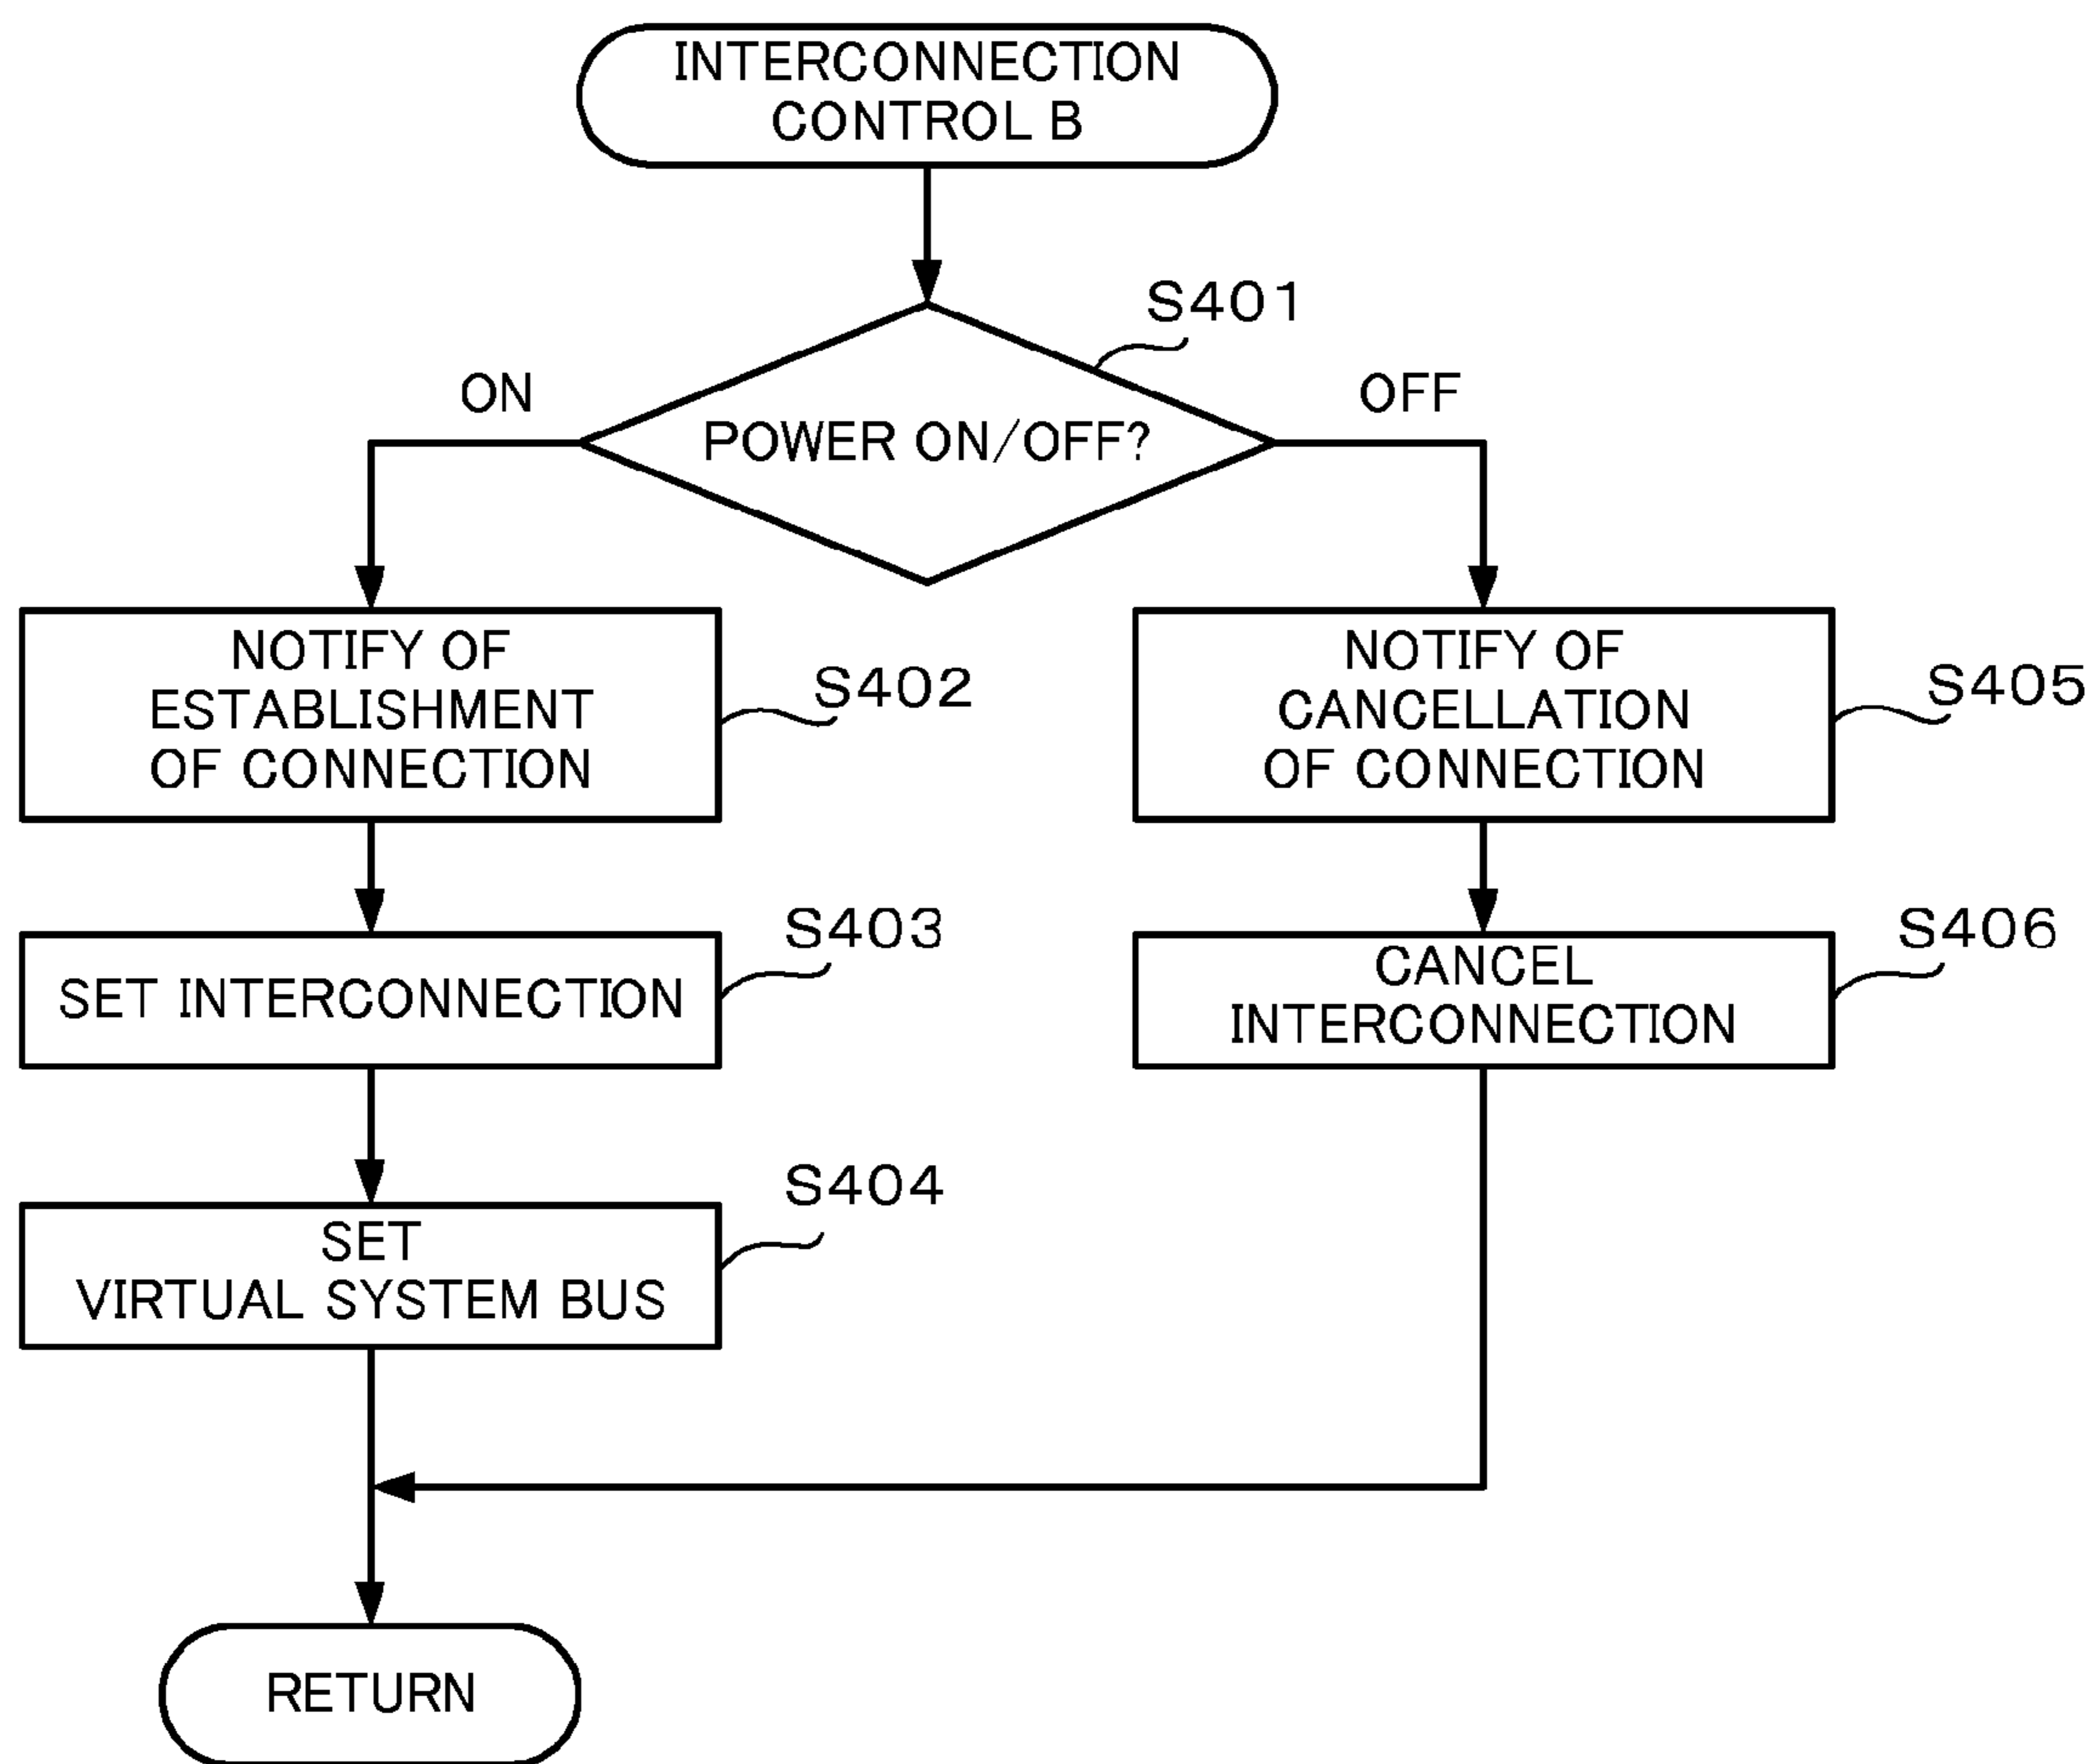 INTERCONNECTION
CONTROL B
S401
ON
OFF
POWER ON/OFF?
NOTIFY OF
ESTABLISHMENT
OF CONNECTION
S402
NOTIFY OF
CANCELLATION
OF CONNECTION
S405
SET INTERCONNECTION
S403
CANCEL
INTERCONNECTION
S406
SET
VIRTUAL SYSTEM BUS
S404
RETURN